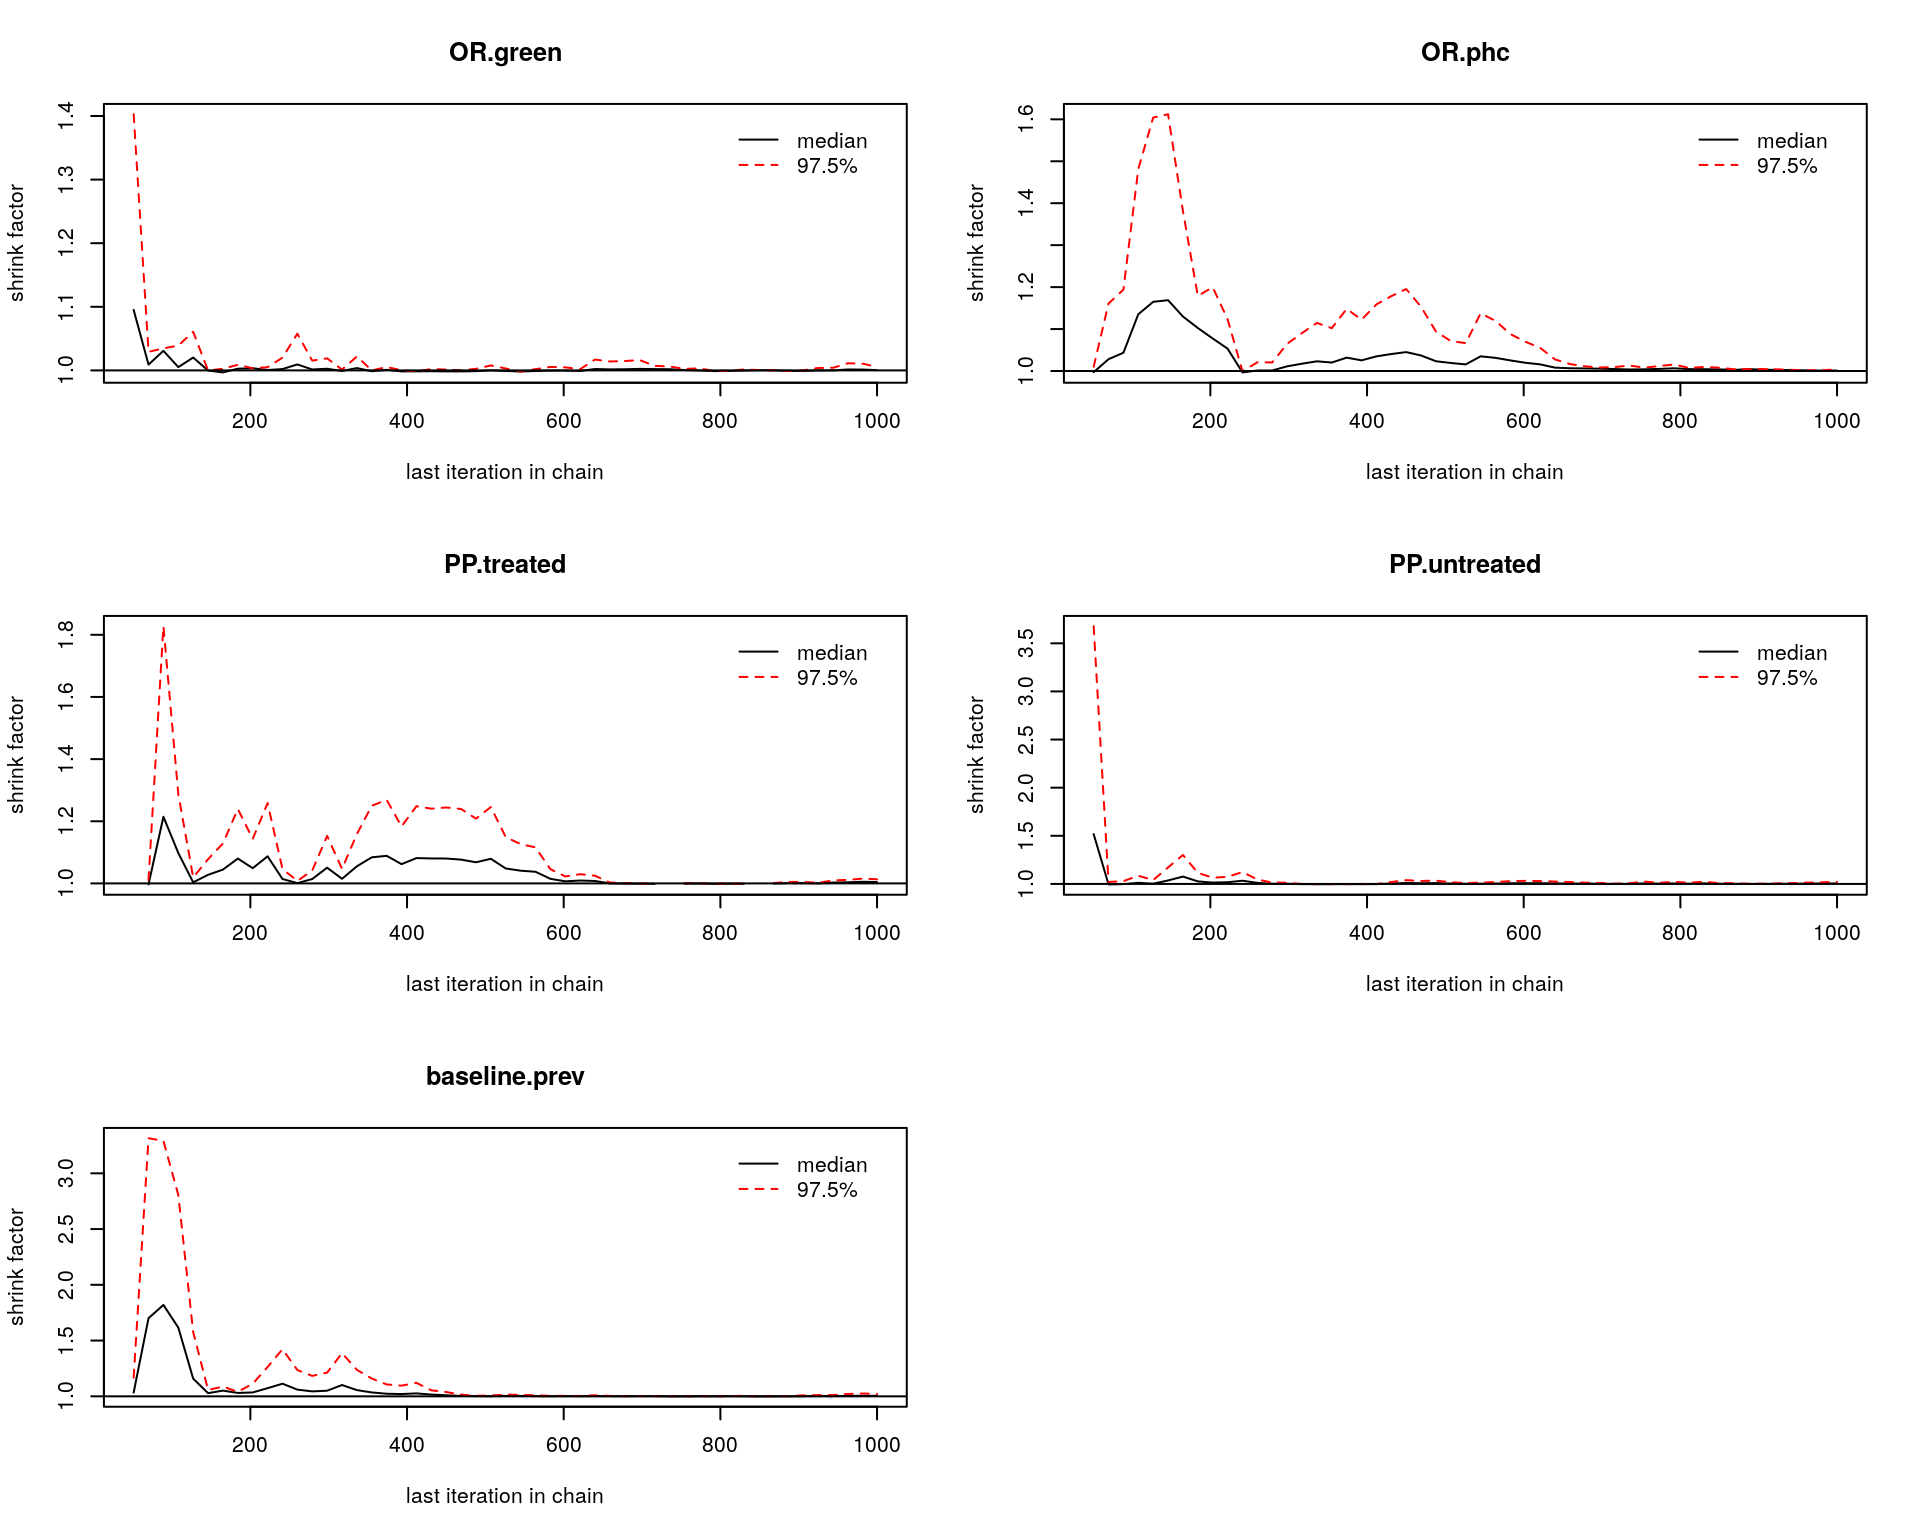 OR.green
shrink factor
1.0 1.1 1.2 1.3 1.4
median
97.5%
200 400 600 800 1000
last iteration in chain
OR.phc
shrink factor
1.0 1.2 1.4 1.6
median
97.5%
200 400 600 800 1000
last iteration in chain
PP.treated
shrink factor
1.0 1.2 1.4 1.6 1.8
median
97.5%
200 400 600 800 1000
last iteration in chain
PP.untreated
shrink factor
1.0 1.5 2.0 2.5 3.0 3.5
median
97.5%
200 400 600 800 1000
last iteration in chain
baseline.prev
shrink factor
1.0 1.5 2.0 2.5 3.0
median
97.5%
200 400 600 800 1000
last iteration in chain